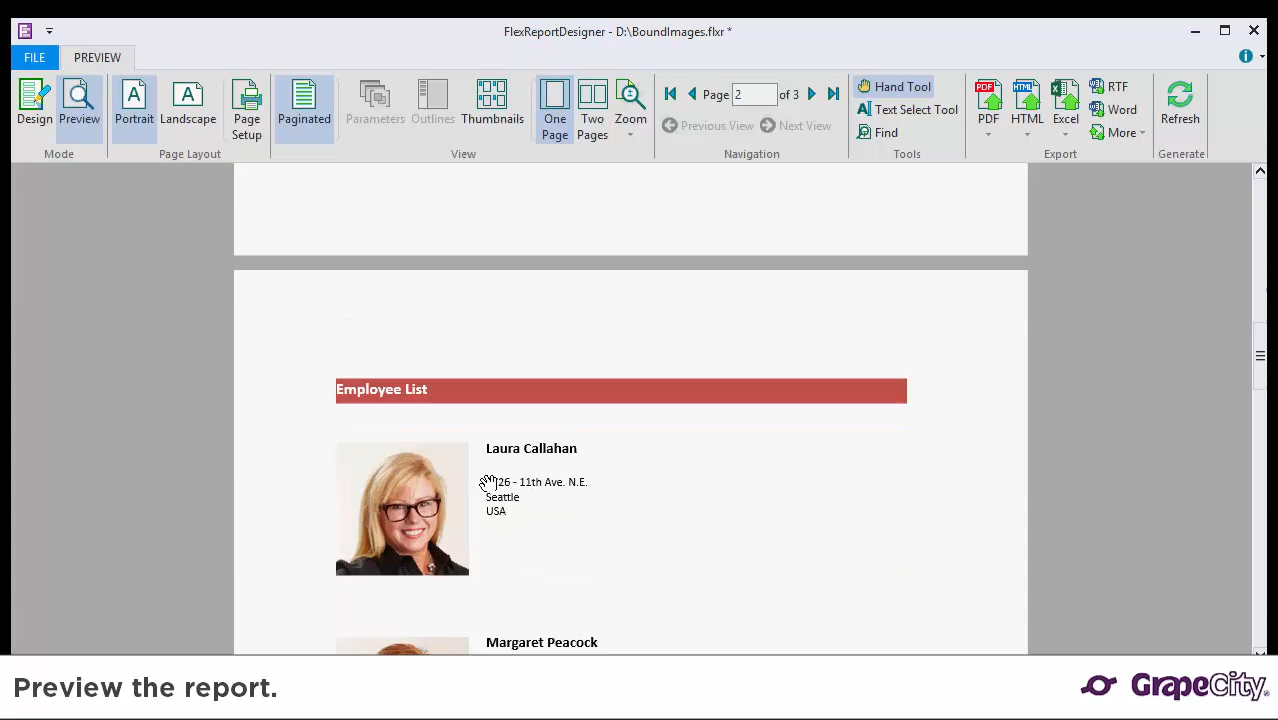 FlexReportDesigner - D:\BoundImages.flxr *
FILE
PREVIEW
Design
Preview
Mode
Portrait
Landscape
Page Setup
Page Layout
Paginated
Parameters
Outlines
Thumbnails
One Page
Two Pages
Zoom
View
Page 2 of 3
Previous View
Next View
Navigation
Hand Tool
Text Select Tool
Find
Tools
PDF
HTML
Excel
RTF
Word
More
Export
Refresh
Generate
Employee List
Laura Callahan
26 - 11th Ave. N.E.
Seattle
USA
Margaret Peacock
Preview the report.
GrapeCity